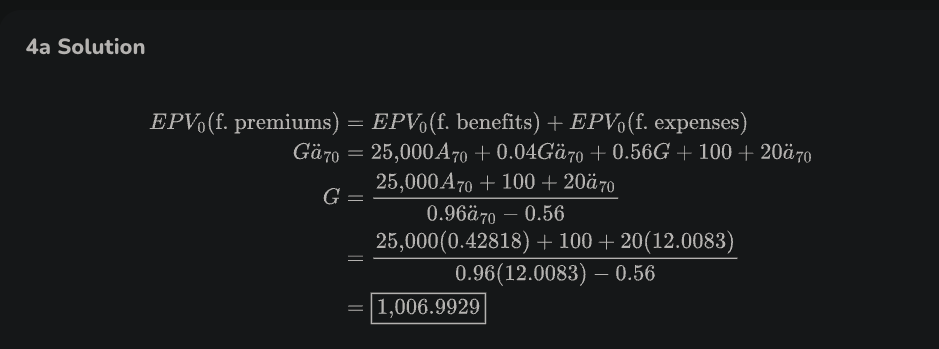 4a Solution
EPV₀(f. premiums) = EPV₀(f. benefits) + EPV₀(f. expenses)
Gä₇₀ = 25,000A₇₀ + 0.04Gä₇₀ + 0.56G + 100 + 20ä₇₀
G = (25,000A₇₀ + 100 + 20ä₇₀) / (0.96ä₇₀ − 0.56)
= (25,000(0.42818) + 100 + 20(12.0083)) / (0.96(12.0083) − 0.56)
= 1,006.9929